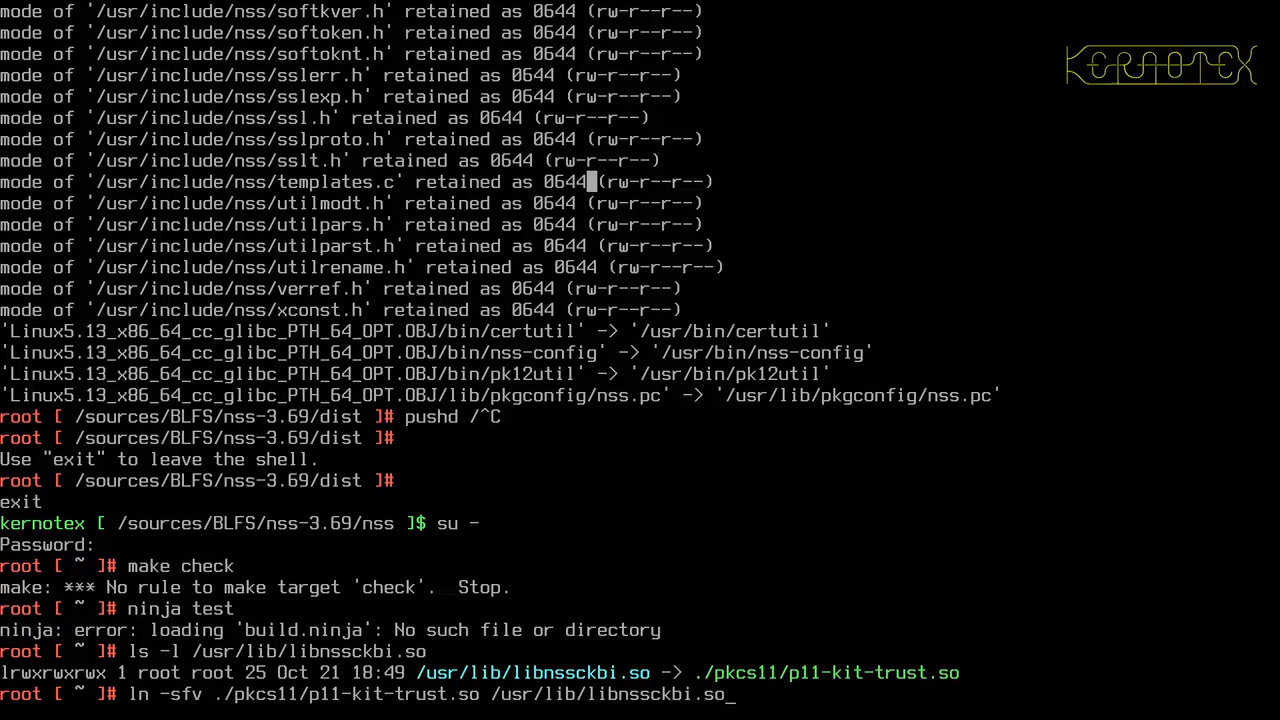 mode of '/usr/include/nss/softkver.h' retained as 0644 (rw-r--r--)
KERNOTEX
mode of '/usr/include/nss/softoken.h' retained as 0644 (rw-r--r--)
mode of '/usr/include/nss/softoknt.h' retained as 0644 (rw-r--r--)
mode of '/usr/include/nss/sslerr.h' retained as 0644 (rw-r--r--)
mode of '/usr/include/nss/sslexp.h' retained as 0644 (rw-r--r--)
mode of '/usr/include/nss/ssl.h' retained as 0644 (rw-r--r--)
mode of '/usr/include/nss/sslproto.h' retained as 0644 (rw-r--r--)
mode of '/usr/include/nss/sslt.h' retained as 0644 (rw-r--r--)
mode of '/usr/include/nss/templates.c' retained as 0644 (rw-r--r--)
mode of '/usr/include/nss/utilmodt.h' retained as 0644 (rw-r--r--)
mode of '/usr/include/nss/utilpars.h' retained as 0644 (rw-r--r--)
mode of '/usr/include/nss/utilparst.h' retained as 0644 (rw-r--r--)
mode of '/usr/include/nss/utilrename.h' retained as 0644 (rw-r--r--)
mode of '/usr/include/nss/verref.h' retained as 0644 (rw-r--r--)
mode of '/usr/include/nss/xconst.h' retained as 0644 (rw-r--r--)
'Linux5.13_x86_64_cc_glibc_PTH_64_OPT.OBJ/bin/certutil' -> '/usr/bin/certutil'
'Linux5.13_x86_64_cc_glibc_PTH_64_OPT.OBJ/bin/nss-config' -> '/usr/bin/nss-config'
'Linux5.13_x86_64_cc_glibc_PTH_64_OPT.OBJ/bin/pk12util' -> '/usr/bin/pk12util'
'Linux5.13_x86_64_cc_glibc_PTH_64_OPT.OBJ/lib/pkgconfig/nss.pc' -> '/usr/lib/pkgconfig/nss.pc'
root [ /sources/BLFS/nss-3.69/dist ]# pushd /^C
root [ /sources/BLFS/nss-3.69/dist ]#
Use "exit" to leave the shell.
root [ /sources/BLFS/nss-3.69/dist ]#
exit
kernotex [ /sources/BLFS/nss-3.69/nss ]$ su -
Password:
root [ ~ ]# make check
make: *** No rule to make target 'check'.  Stop.
root [ ~ ]# ninja test
ninja: error: loading 'build.ninja': No such file or directory
root [ ~ ]# ls -l /usr/lib/libnssckbi.so
lrwxrwxrwx 1 root root 25 Oct 21 18:49 /usr/lib/libnssckbi.so -> ./pkcs11/p11-kit-trust.so
root [ ~ ]# ln -sfv ./pkcs11/p11-kit-trust.so /usr/lib/libnssckbi.so_